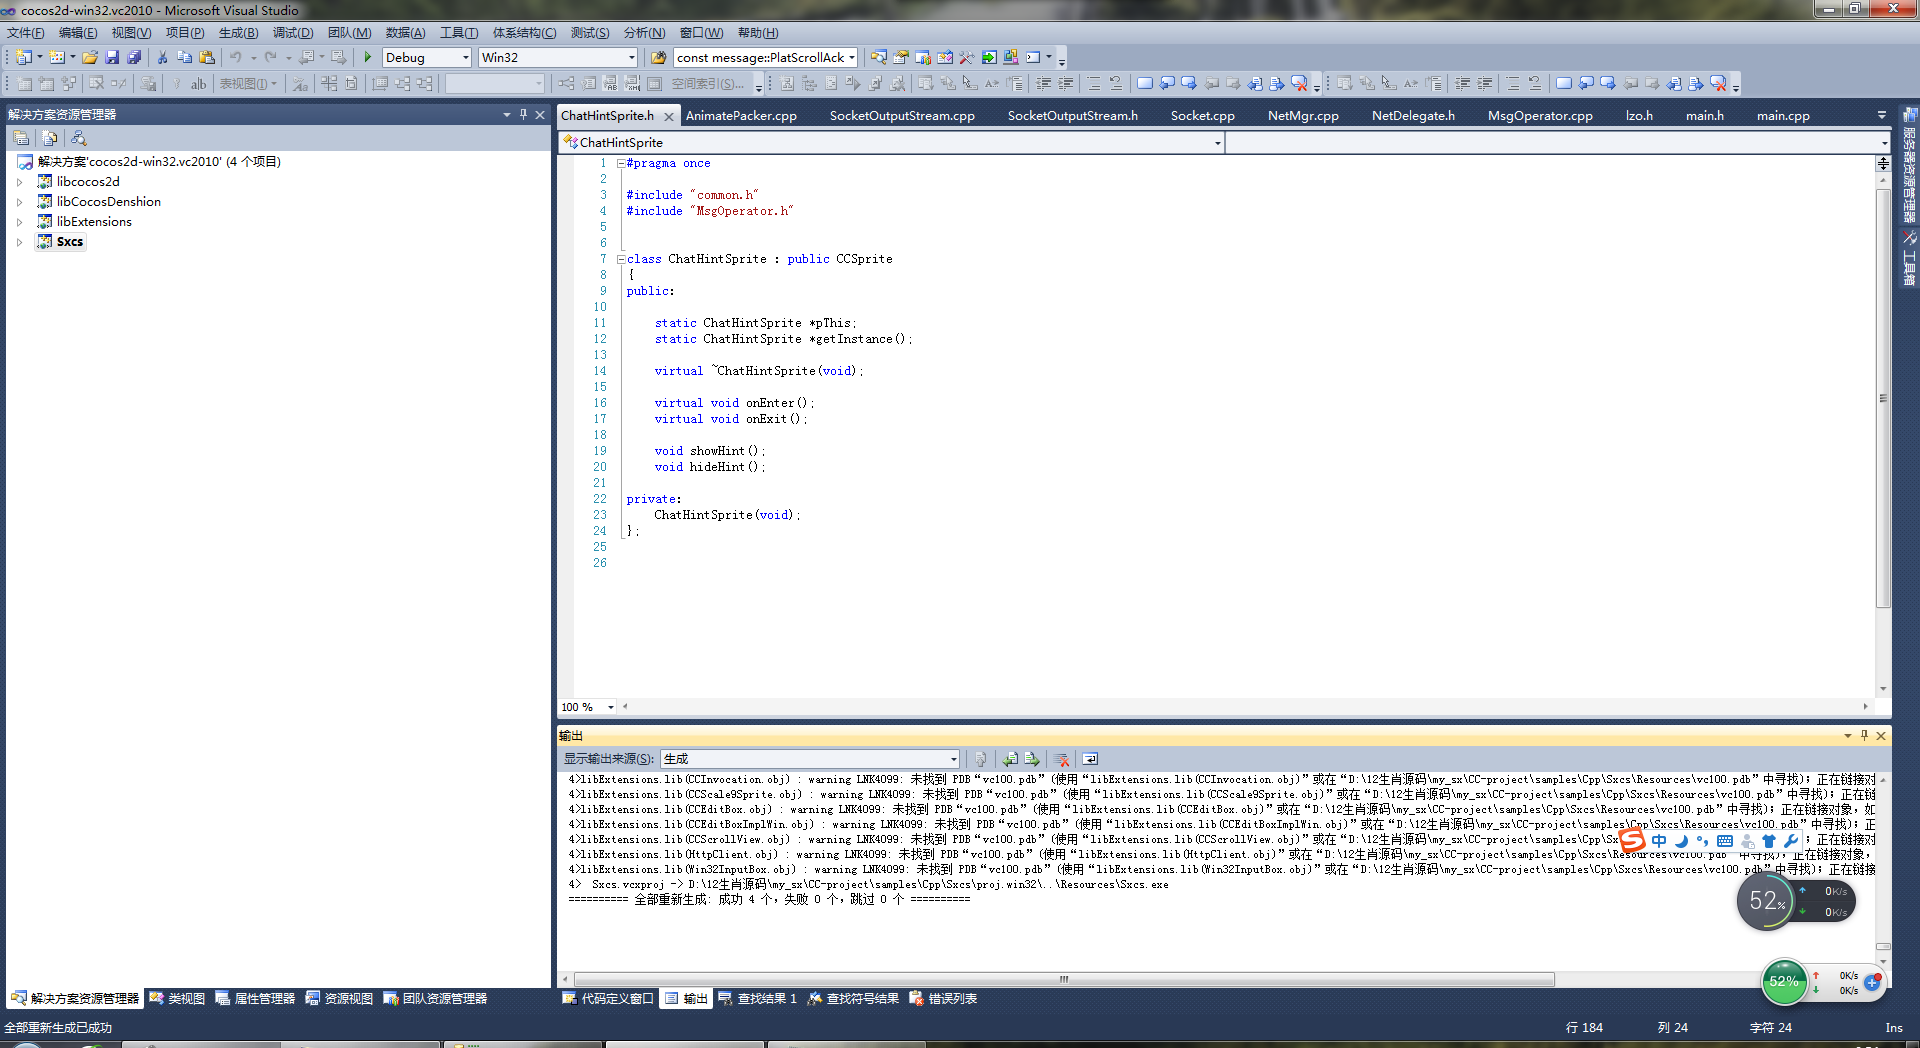 cocos2d-win32.vc2010 - Microsoft Visual Studio
文件(F) 编辑(E) 视图(V) 项目(P) 生成(B) 调试(D) 团队(M) 数据(A) 工具(T) 体系结构(C) 测试(S) 分析(N) 窗口(W) 帮助(H)
Debug Win32 const message::PlatScrollAck
ab 表视图(I) 空间索引(S)...
解决方案资源管理器
解决方案'cocos2d-win32.vc2010' (4 个项目)
libcocos2d
libCocosDenshion
libExtensions
Sxcs
ChatHintSprite.h AnimatePacker.cpp SocketOutputStream.cpp SocketOutputStream.h Socket.cpp NetMgr.cpp NetDelegate.h MsgOperator.cpp lzo.h main.h main.cpp
ChatHintSprite
1 #pragma once
2
3 #include "common.h"
4 #include "MsgOperator.h"
5
6
7 class ChatHintSprite : public CCSprite
8 {
9 public:
10
11 static ChatHintSprite *pThis;
12 static ChatHintSprite *getInstance();
13
14 virtual ~ChatHintSprite(void);
15
16 virtual void onEnter();
17 virtual void onExit();
18
19 void showHint();
20 void hideHint();
21
22 private:
23 ChatHintSprite(void);
24 };
25
26
100 %
服务器资源管理器
工具箱
输出
显示输出来源(S): 生成
4>libExtensions.lib(CCInvocation.obj) : warning LNK4099: 未找到 PDB“vc100.pdb”(使用“libExtensions.lib(CCInvocation.obj)”或在“D:\12生肖源码\my_sx\CC-project\samples\Cpp\Sxcs\Resources\vc100.pdb”中寻找)；正在链接对
4>libExtensions.lib(CCScale9Sprite.obj) : warning LNK4099: 未找到 PDB“vc100.pdb”(使用“libExtensions.lib(CCScale9Sprite.obj)”或在“D:\12生肖源码\my_sx\CC-project\samples\Cpp\Sxcs\Resources\vc100.pdb”中寻找)；正在链
4>libExtensions.lib(CCEditBox.obj) : warning LNK4099: 未找到 PDB“vc100.pdb”(使用“libExtensions.lib(CCEditBox.obj)”或在“D:\12生肖源码\my_sx\CC-project\samples\Cpp\Sxcs\Resources\vc100.pdb”中寻找)；正在链接对象，如
4>libExtensions.lib(CCEditBoxImplWin.obj) : warning LNK4099: 未找到 PDB“vc100.pdb”(使用“libExtensions.lib(CCEditBoxImplWin.obj)”或在“D:\12生肖源码\my_sx\CC-project\samples\Cpp\Sxcs\Resources\vc100.pdb”中寻找)；正
4>libExtensions.lib(CCScrollView.obj) : warning LNK4099: 未找到 PDB“vc100.pdb”(使用“libExtensions.lib(CCScrollView.obj)”或在“D:\12生肖源码\my_sx\CC-project\samples\Cpp\Sxcs ；正在链接对
4>libExtensions.lib(HttpClient.obj) : warning LNK4099: 未找到 PDB“vc100.pdb”(使用“libExtensions.lib(HttpClient.obj)”或在“D:\12生肖源码\my_sx\CC-project\samples\Cpp\Sxcs\Resources\vc100.pdb”中寻找)；正在链接对象，
4>libExtensions.lib(Win32InputBox.obj) : warning LNK4099: 未找到 PDB“vc100.pdb”(使用“libExtensions.lib(Win32InputBox.obj)”或在“D:\12生肖源码\my_sx\CC-project\samples\Cpp\Sxcs\Resources\vc100.pdb”中寻找)；正在链接
4> Sxcs.vcxproj -> D:\12生肖源码\my_sx\CC-project\samples\Cpp\Sxcs\proj.win32\..\Resources\Sxcs.exe
========== 全部重新生成: 成功 4 个，失败 0 个，跳过 0 个 ==========
S 中
52% 0K/s
0K/s
52% 0K/s
0K/s
解决方案资源管理器 类视图 属性管理器 资源视图 团队资源管理器
代码定义窗口 输出 查找结果 1 查找符号结果 错误列表
全部重新生成已成功 行 184 列 24 字符 24 Ins